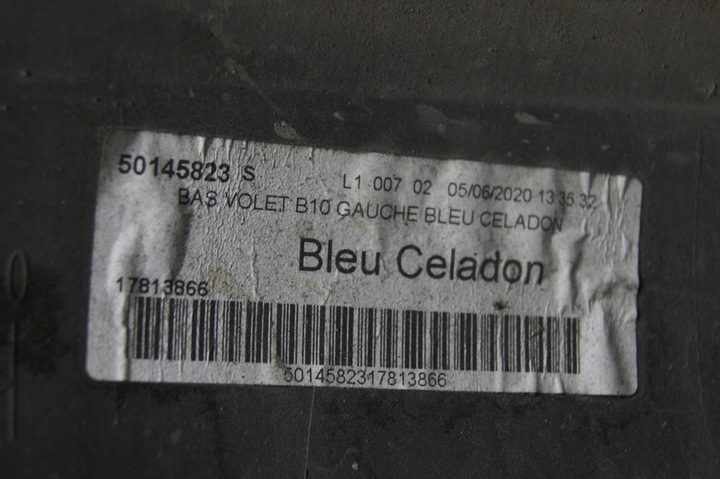 50145823 S L1 007 02 05/06/2020 13:35:32
BAS VOLET B10 GAUCHE BLEU CELADON
Bleu Celadon
17813866
5014582317813866